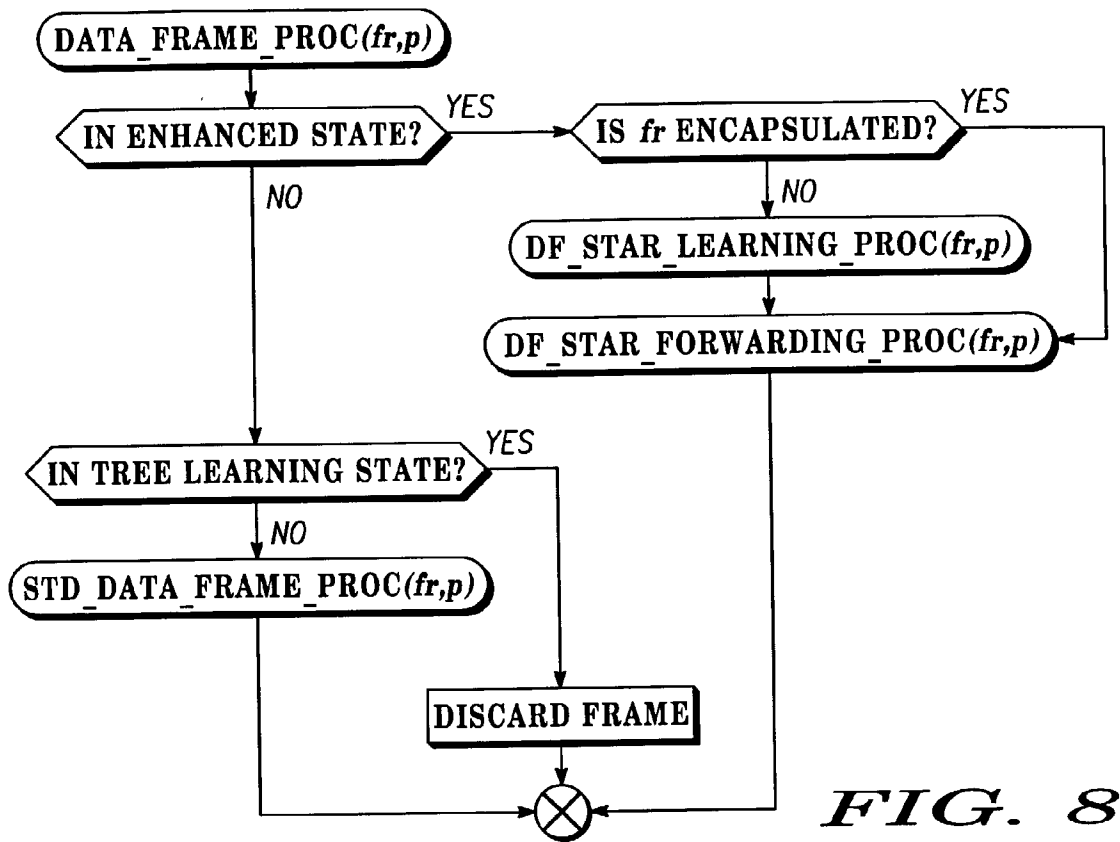 DATA_FRAME_PROC(fr,p)
IN ENHANCED STATE?
YES
IS fr ENCAPSULATED?
YES
NO
NO
DF_STAR_LEARNING_PROC(fr,p)
DF_STAR_FORWARDING_PROC(fr,p)
IN TREE LEARNING STATE?
YES
NO
STD_DATA_FRAME_PROC(fr,p)
DISCARD FRAME
FIG. 8